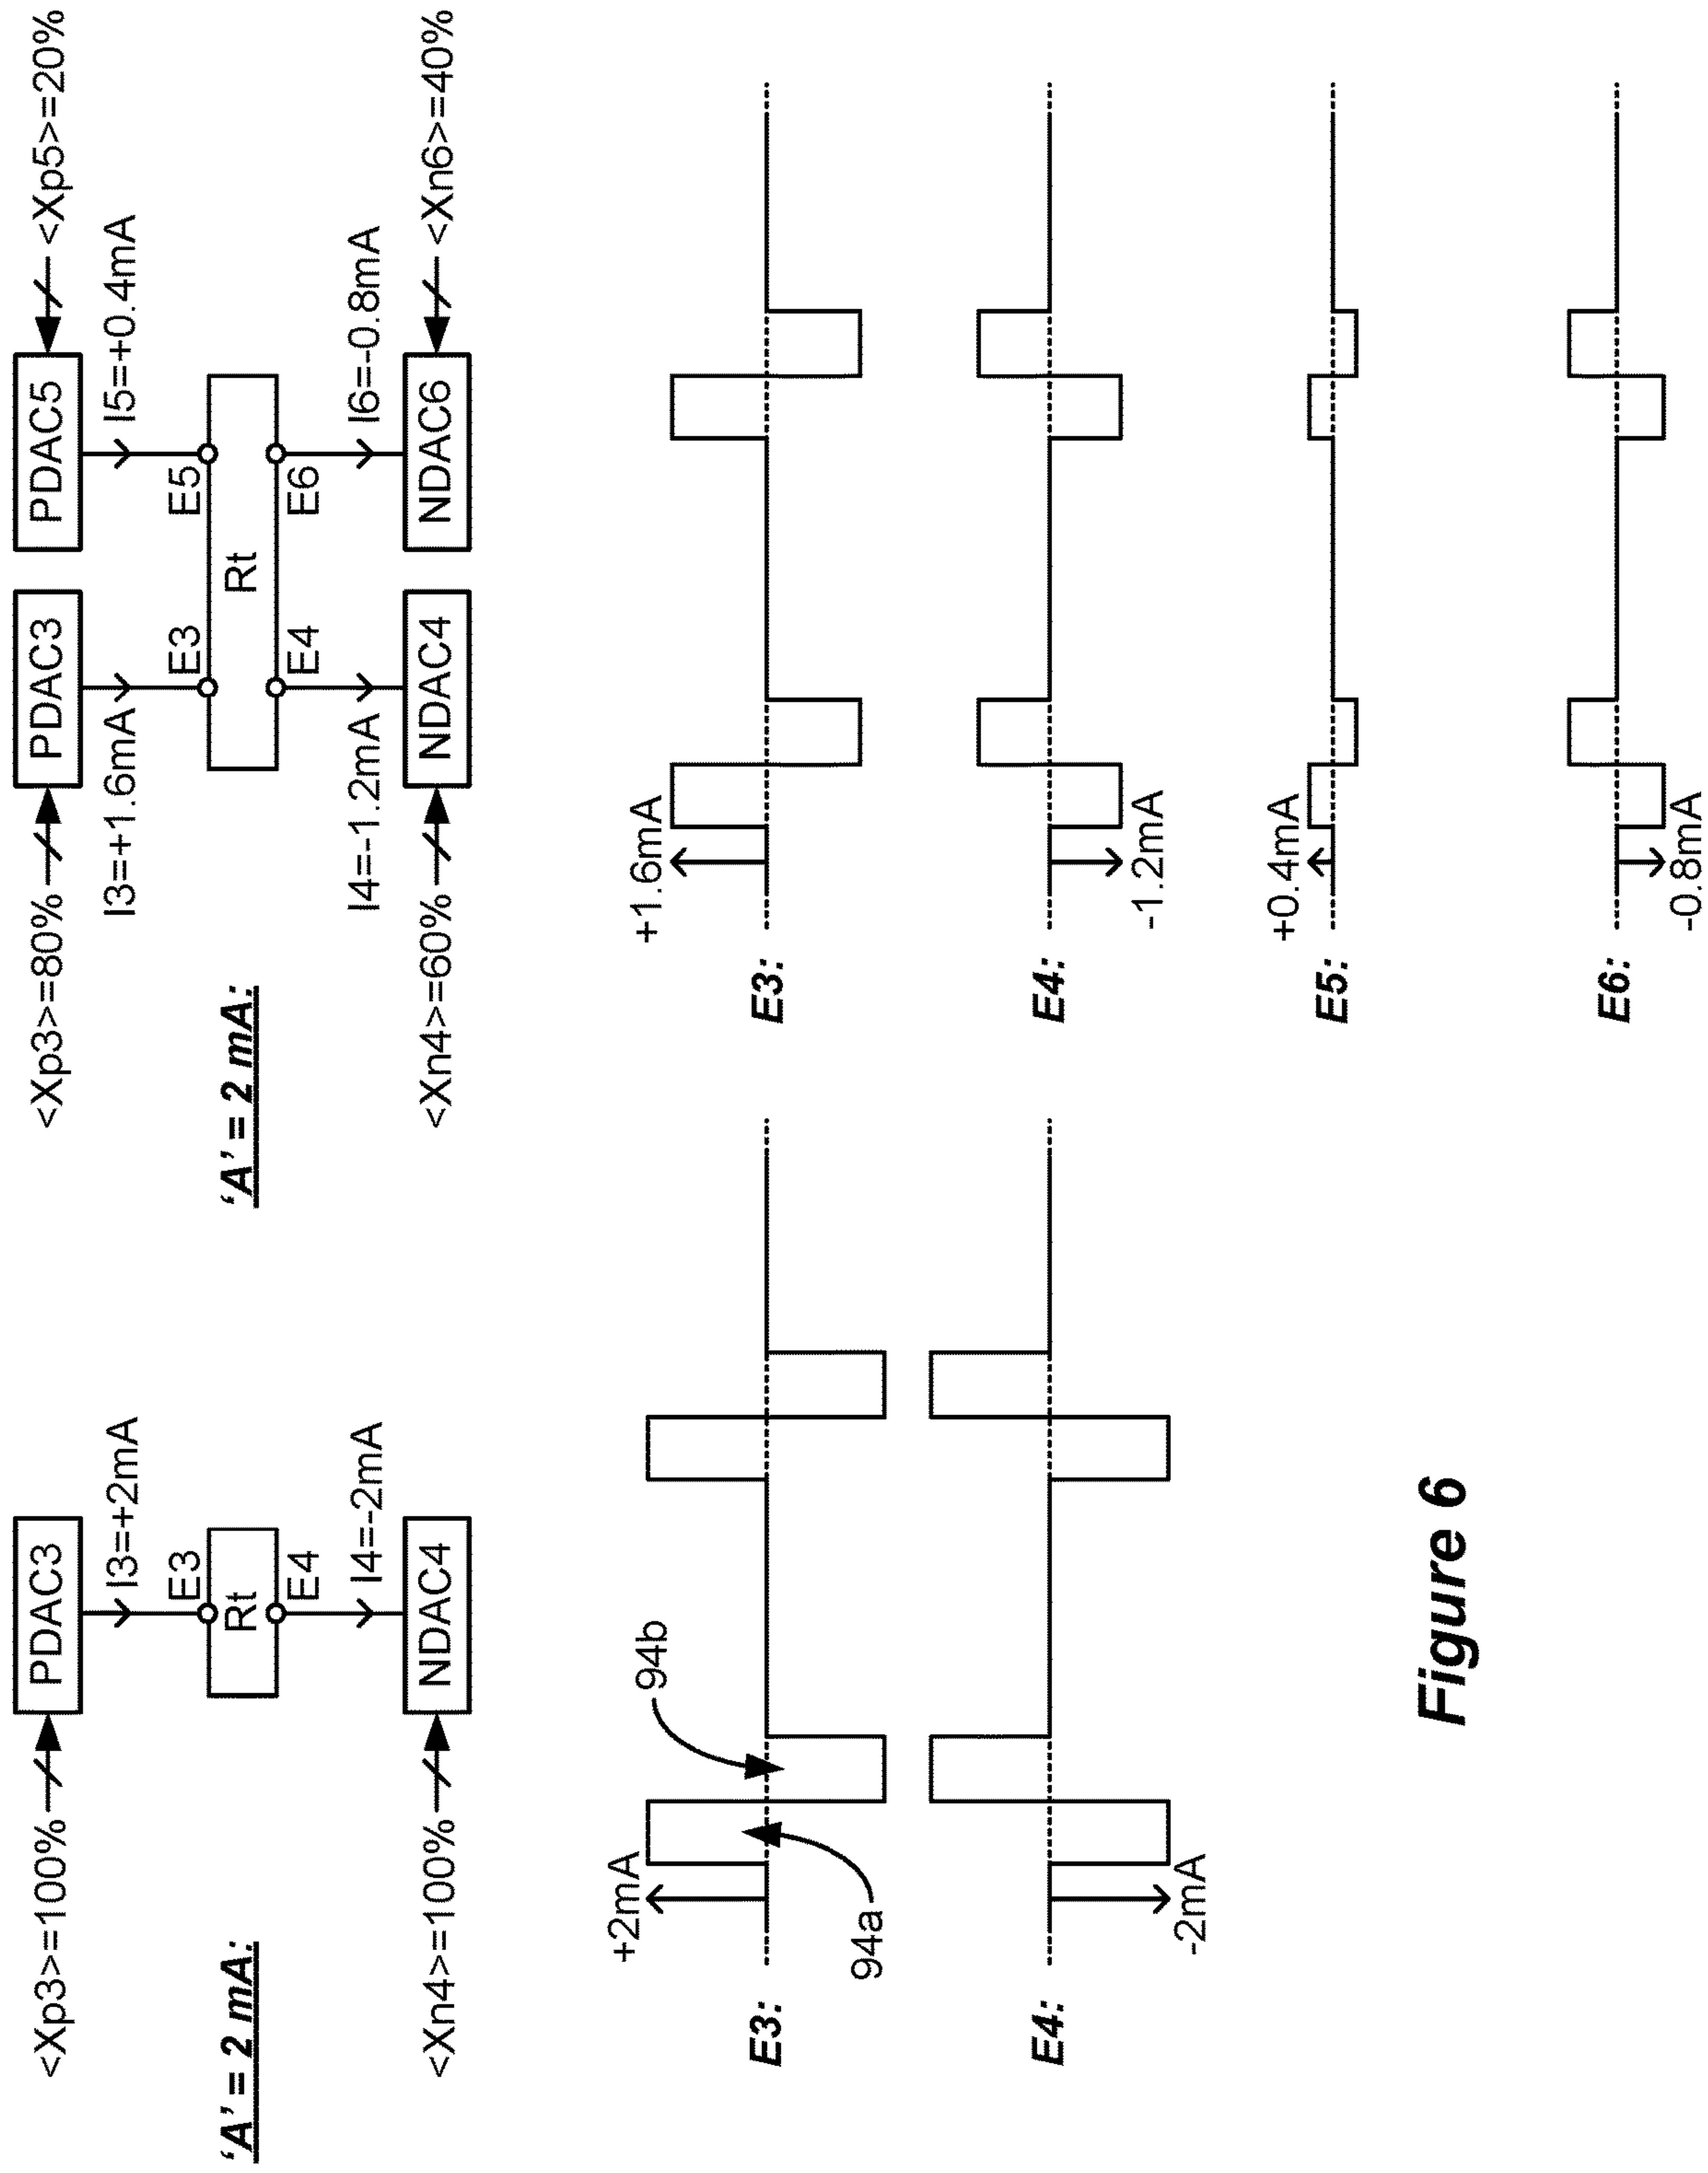 <Xp3>=100%
PDAC3
I3=+2mA
'A' = 2 mA:
E3
Rt
E4
I4=-2mA
<Xn4>=100%
NDAC4
+2mA
94b
E3:
94a
E4:
-2mA
<Xp3>=80%
PDAC3
PDAC5
<Xp5>=20%
I3=+1.6mA
I5=+0.4mA
'A' = 2 mA:
E3
E5
Rt
E4
E6
I4=-1.2mA
I6=-0.8mA
<Xn4>=60%
NDAC4
NDAC6
<Xn6>=40%
+1.6mA
E3:
E4:
-1.2mA
+0.4mA
E5:
E6:
-0.8mA
Figure 6